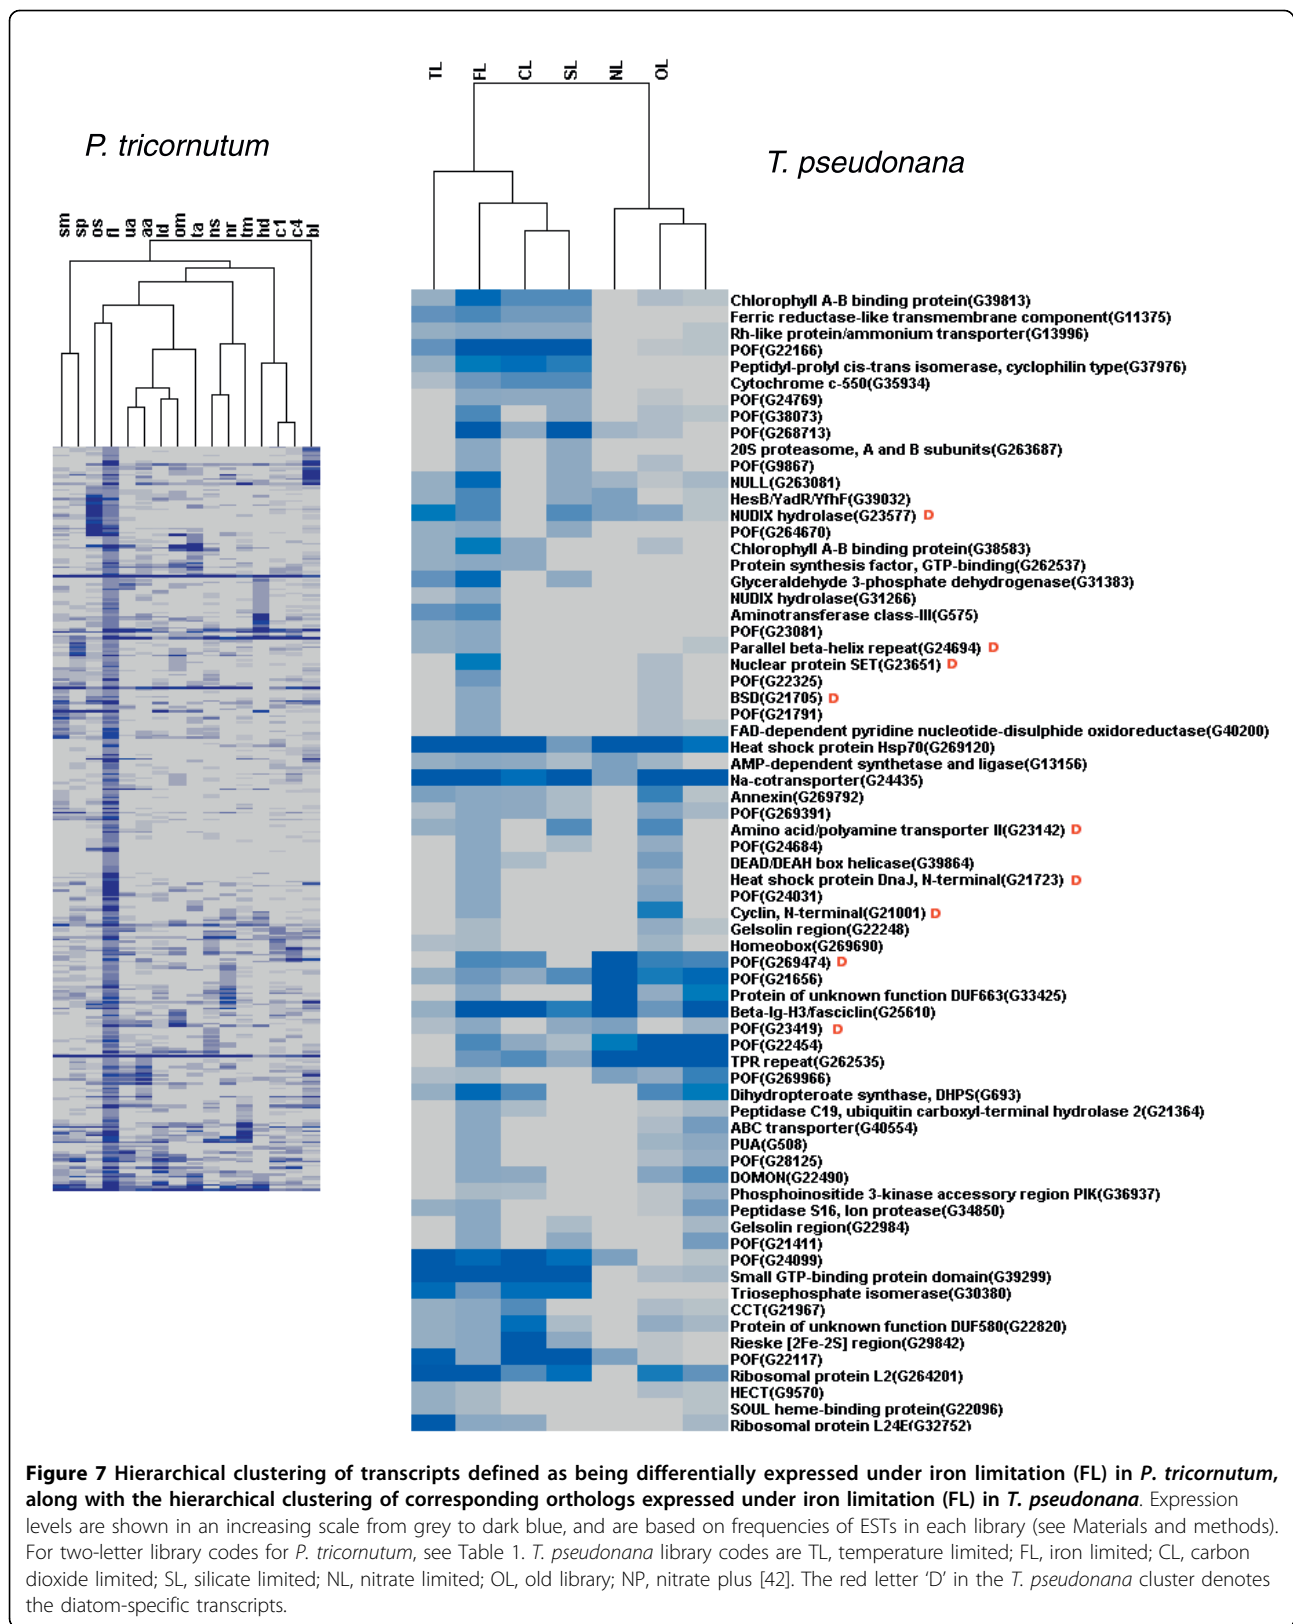 P. tricornutum
T. pseudonana
sm sp os fl ua aa ld om ta ns nr tm hd c1 c4 bl
TL FL CL SL NL OL
Chlorophyll A-B binding protein(G39813)
Ferric reductase-like transmembrane component(G11375)
Rh-like protein/ammonium transporter(G13996)
POF(G22166)
Peptidyl-prolyl cis-trans isomerase, cyclophilin type(G37976)
Cytochrome c-550(G35934)
POF(G24769)
POF(G38073)
POF(G268713)
20S proteasome, A and B subunits(G263687)
POF(G9867)
NULL(G263081)
HesB/YadR/YfhF(G39032)
NUDIX hydrolase(G23577) D
POF(G264670)
Chlorophyll A-B binding protein(G38583)
Protein synthesis factor, GTP-binding(G262537)
Glyceraldehyde 3-phosphate dehydrogenase(G31383)
NUDIX hydrolase(G31266)
Aminotransferase class-III(G575)
POF(G23081)
Parallel beta-helix repeat(G24694) D
Nuclear protein SET(G23651) D
POF(G22325)
BSD(G21705) D
POF(G21791)
FAD-dependent pyridine nucleotide-disulphide oxidoreductase(G40200)
Heat shock protein Hsp70(G269120)
AMP-dependent synthetase and ligase(G13156)
Na-cotransporter(G24435)
Annexin(G269792)
POF(G269391)
Amino acid/polyamine transporter II(G23142) D
POF(G24684)
DEAD/DEAH box helicase(G39864)
Heat shock protein DnaJ, N-terminal(G21723) D
POF(G24031)
Cyclin, N-terminal(G21001) D
Gelsolin region(G22248)
Homeobox(G269690)
POF(G269474) D
POF(G21656)
Protein of unknown function DUF663(G33425)
Beta-Ig-H3/fasciclin(G25610)
POF(G23419) D
POF(G22454)
TPR repeat(G262535)
POF(G269966)
Dihydropteroate synthase, DHPS(G693)
Peptidase C19, ubiquitin carboxyl-terminal hydrolase 2(G21364)
ABC transporter(G40554)
PUA(G508)
POF(G28125)
DOMON(G22490)
Phosphoinositide 3-kinase accessory region PIK(G36937)
Peptidase S16, lon protease(G34850)
Gelsolin region(G22984)
POF(G21411)
POF(G24099)
Small GTP-binding protein domain(G39299)
Triosephosphate isomerase(G30380)
CCT(G21967)
Protein of unknown function DUF580(G22820)
Rieske [2Fe-2S] region(G29842)
POF(G22117)
Ribosomal protein L2(G264201)
HECT(G9570)
SOUL heme-binding protein(G22096)
Ribosomal protein L24E(G32752)
Figure 7 Hierarchical clustering of transcripts defined as being differentially expressed under iron limitation (FL) in P. tricornutum,
along with the hierarchical clustering of corresponding orthologs expressed under iron limitation (FL) in T. pseudonana. Expression
levels are shown in an increasing scale from grey to dark blue, and are based on frequencies of ESTs in each library (see Materials and methods).
For two-letter library codes for P. tricornutum, see Table 1. T. pseudonana library codes are TL, temperature limited; FL, iron limited; CL, carbon
dioxide limited; SL, silicate limited; NL, nitrate limited; OL, old library; NP, nitrate plus [42]. The red letter ‘D’ in the T. pseudonana cluster denotes
the diatom-specific transcripts.